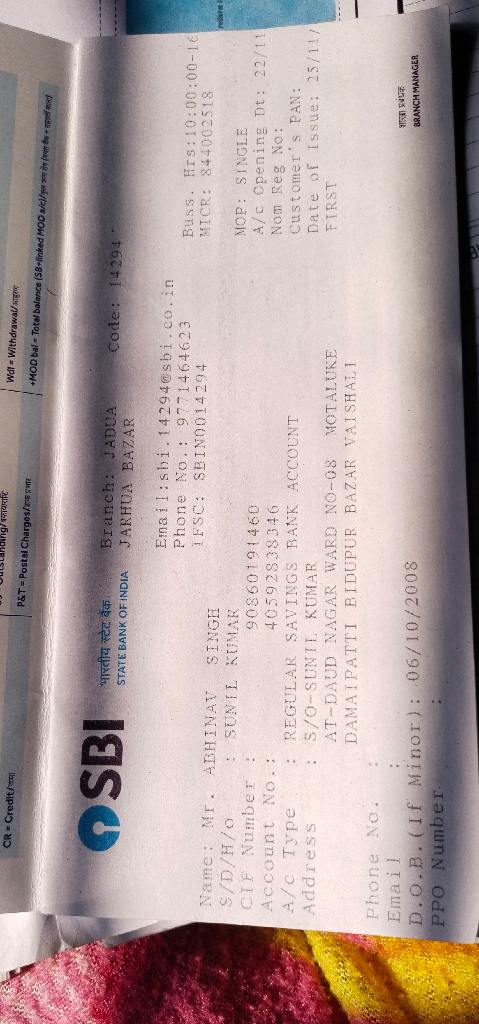 CR = Credit/जमा
P&T = Postal Charges/डाक प्रभार
Wdl = Withdrawal/आहरण
+MOD bal = Total balance (SB+linked MOD a/c)/
SBI
भारतीय स्टेट बैंक
STATE BANK OF INDIA
Branch: JADUA Code: 14294
JARHUA BAZAR
Email:sbi.14294@sbi.co.in
Phone No.: 9771464623
IFSC: SBIN0014294
Buss. Hrs:10:00:00-16
MICR: 844002518
Name: Mr. ABHINAV SINGH
S/D/H/o : SUNIL KUMAR
CIF Number : 90860191460
Account No.: 40592838346
A/c Type : REGULAR SAVINGS BANK ACCOUNT
Address : S/O-SUNIL KUMAR
AT-DAUD NAGAR WARD NO-08 MOTALUKE
DAMAIPATTI BIDUPUR BAZAR VAISHALI
MOP: SINGLE
A/c Opening Dt: 22/11
Nom Reg No:
Customer's PAN:
Date of Issue: 25/11/
FIRST
Phone No. :
Email :
D.O.B.(If Minor): 06/10/2008
PPO Number :
शाखा प्रबंधक
BRANCH MANAGER